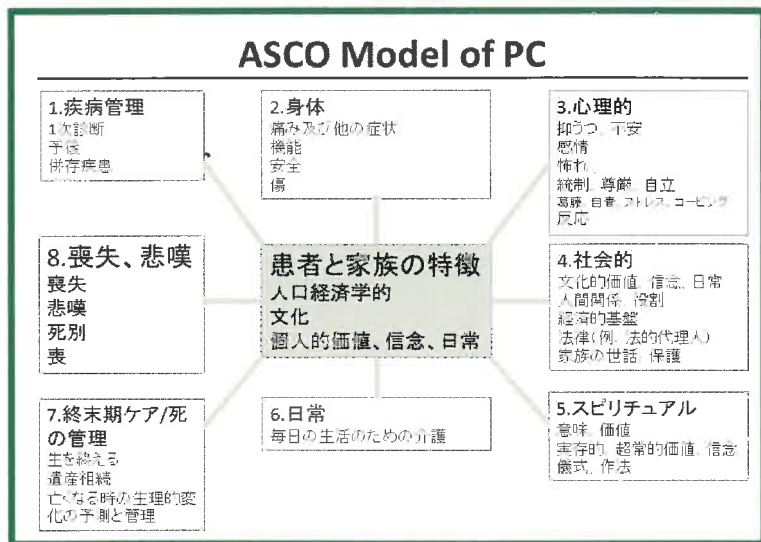 ASCO Model of PC
1.疾病管理
1次診断
予後
併存疾患
2.身体
痛み及び他の症状
機能
安全
傷
3.心理的
抑うつ、不安
感情
怖れ
統制、尊厳、自立
葛藤、自責、ストレス、コーピング
反応
8.喪失、悲嘆
喪失
悲嘆
死別
喪
患者と家族の特徴
人口経済学的
文化
個人的価値、信念、日常
4.社会的
文化的価値、信念、日常
人間関係、役割
経済的基盤
法律(例、法的代理人)
家族の世話、保護
7.終末期ケア/死
の管理
生を終える
遺産相続
亡くなる時の生理的変
化の予測と管理
6.日常
毎日の生活のための介護
5.スピリチュアル
意味、価値
実存的、超常的価値、信念
儀式、作法